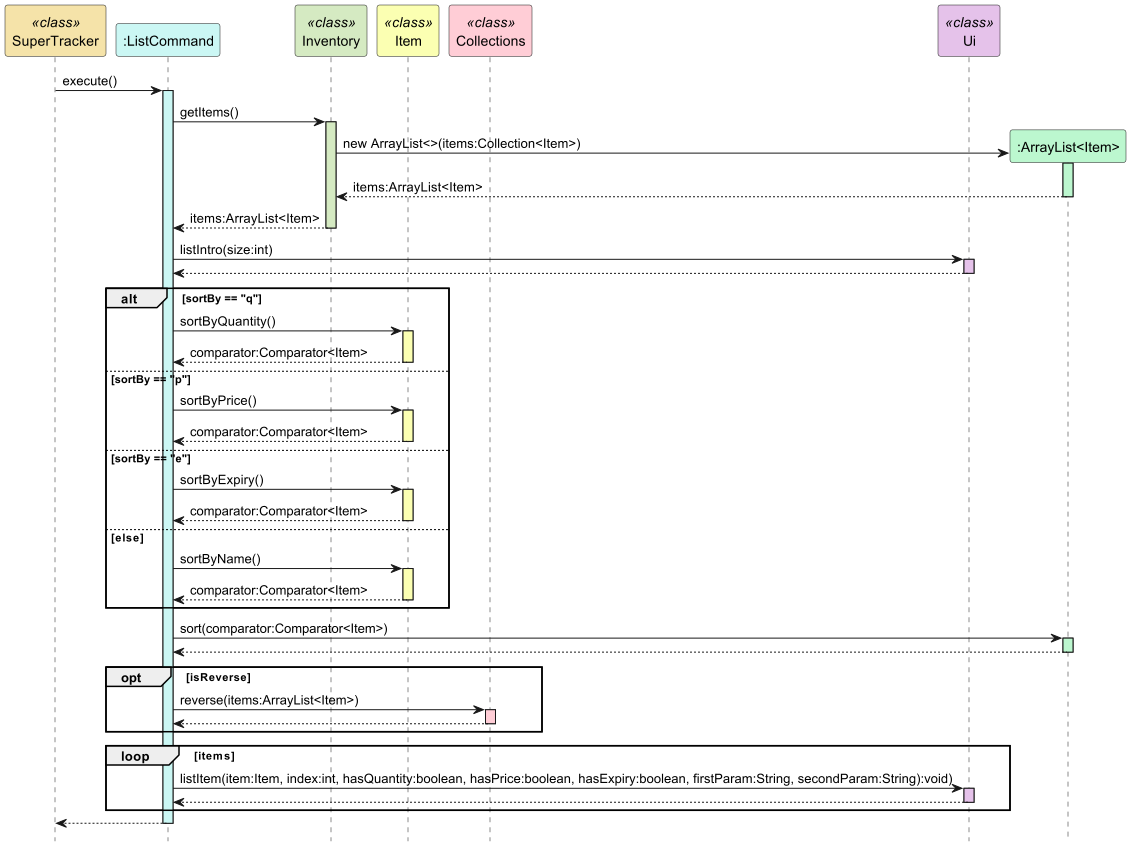 «class»
SuperTracker
:ListCommand
«class»
Inventory
«class»
Item
«class»
Collections
«class»
Ui
execute()
getItems()
new ArrayList<>(items:Collection<Item>)
:ArrayList<Item>
items:ArrayList<Item>
items:ArrayList<Item>
listIntro(size:int)
alt [sortBy == "q"]
sortByQuantity()
comparator:Comparator<Item>
[sortBy == "p"]
sortByPrice()
comparator:Comparator<Item>
[sortBy == "e"]
sortByExpiry()
comparator:Comparator<Item>
[else]
sortByName()
comparator:Comparator<Item>
sort(comparator:Comparator<Item>)
opt [isReverse]
reverse(items:ArrayList<Item>)
loop [items]
listItem(item:Item, index:int, hasQuantity:boolean, hasPrice:boolean, hasExpiry:boolean, firstParam:String, secondParam:String):void)